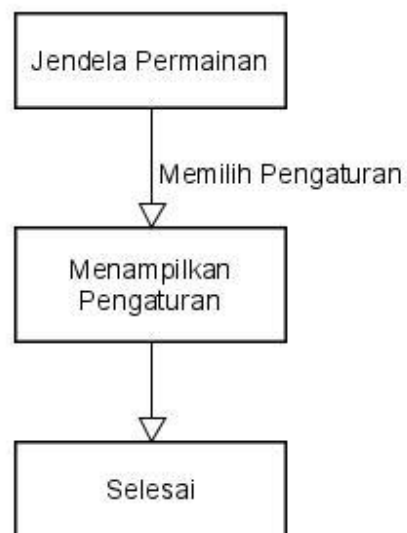 Jendela Permainan
Memilih Pengaturan
Menampilkan
Pengaturan
Selesai